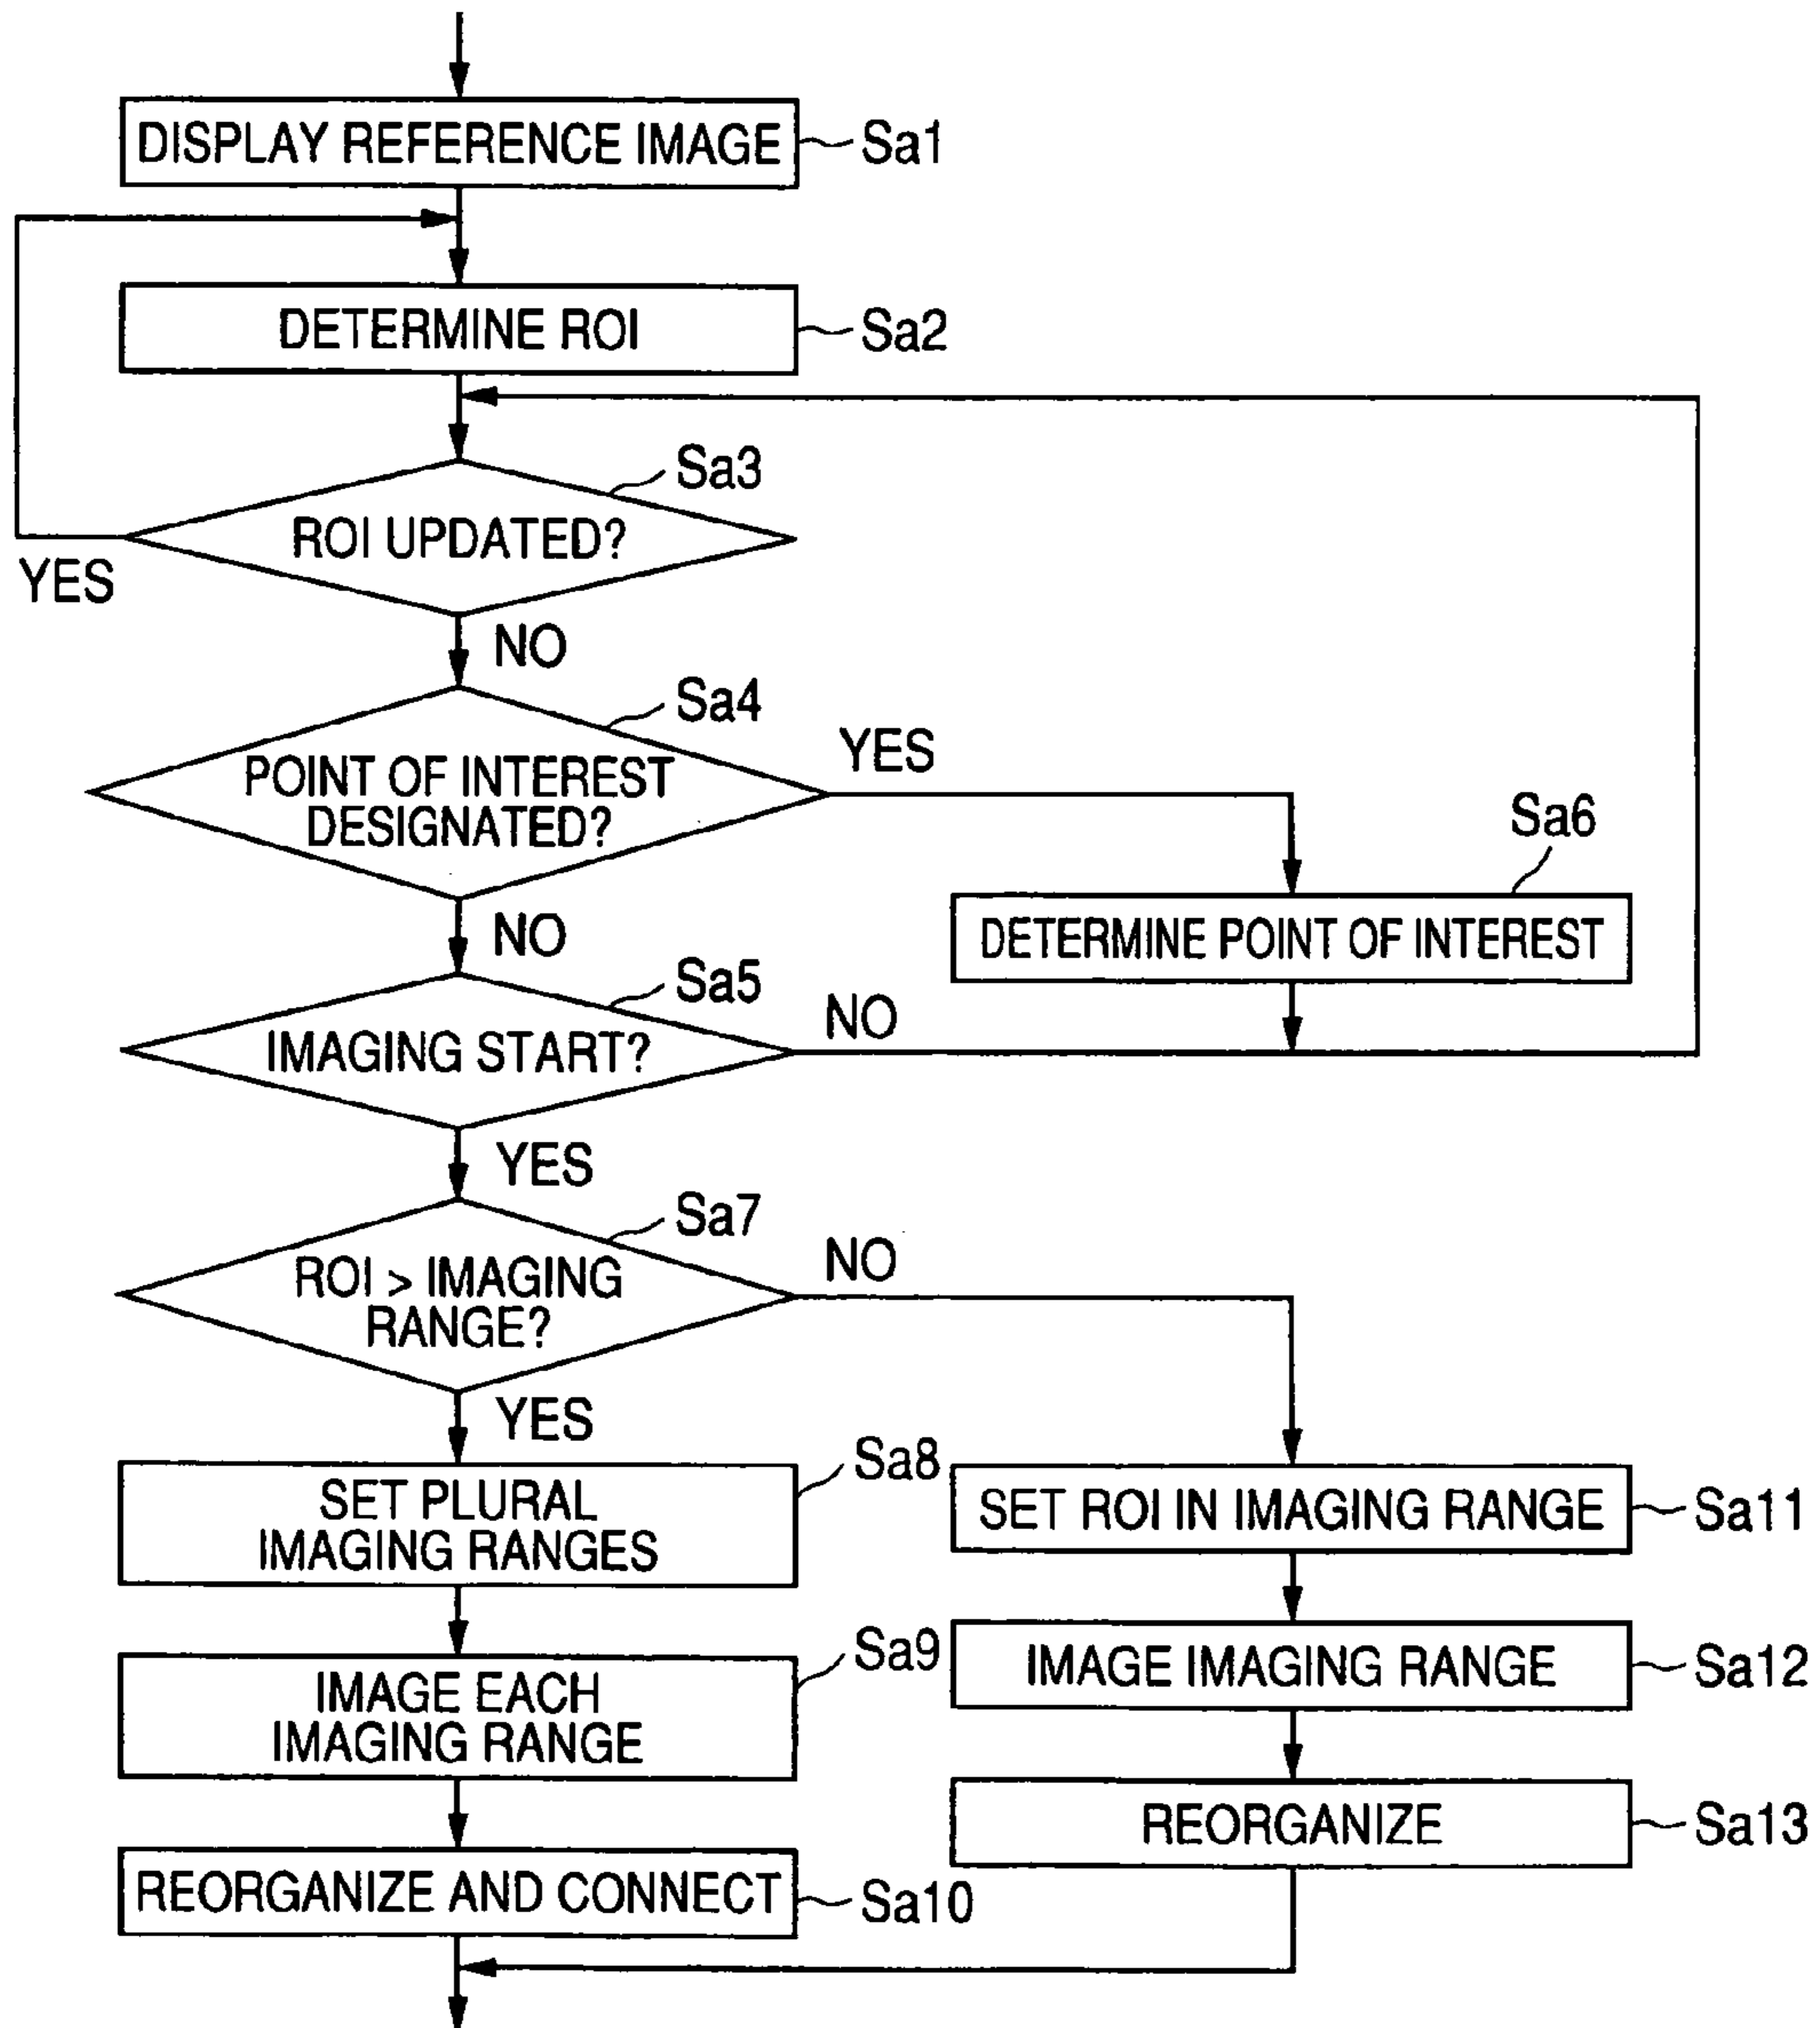 DISPLAY REFERENCE IMAGE
Sa1
DETERMINE ROI
Sa2
Sa3
ROI UPDATED?
YES
NO
Sa4
POINT OF INTEREST
DESIGNATED?
YES
Sa6
DETERMINE POINT OF INTEREST
NO
Sa5
IMAGING START?
NO
YES
Sa7
ROI > IMAGING
RANGE?
NO
YES
Sa8
SET PLURAL
IMAGING RANGES
SET ROI IN IMAGING RANGE
Sa11
Sa9
IMAGE EACH
IMAGING RANGE
IMAGE IMAGING RANGE
Sa12
REORGANIZE
Sa13
REORGANIZE AND CONNECT
Sa10